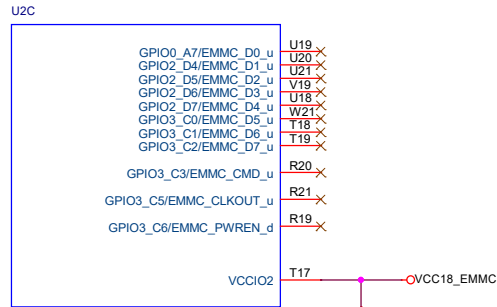 U2C
GPIO0_A7/EMMC_D0_u U19
GPIO2_D4/EMMC_D1_u U20
GPIO2_D5/EMMC_D2_u U21
GPIO2_D6/EMMC_D3_u V19
GPIO2_D7/EMMC_D4_u U18
GPIO3_C0/EMMC_D5_u W21
GPIO3_C1/EMMC_D6_u T18
GPIO3_C2/EMMC_D7_u T19
GPIO3_C3/EMMC_CMD_u R20
GPIO3_C5/EMMC_CLKOUT_u R21
GPIO3_C6/EMMC_PWREN_d R19
VCCIO2 T17 VCC18_EMMC